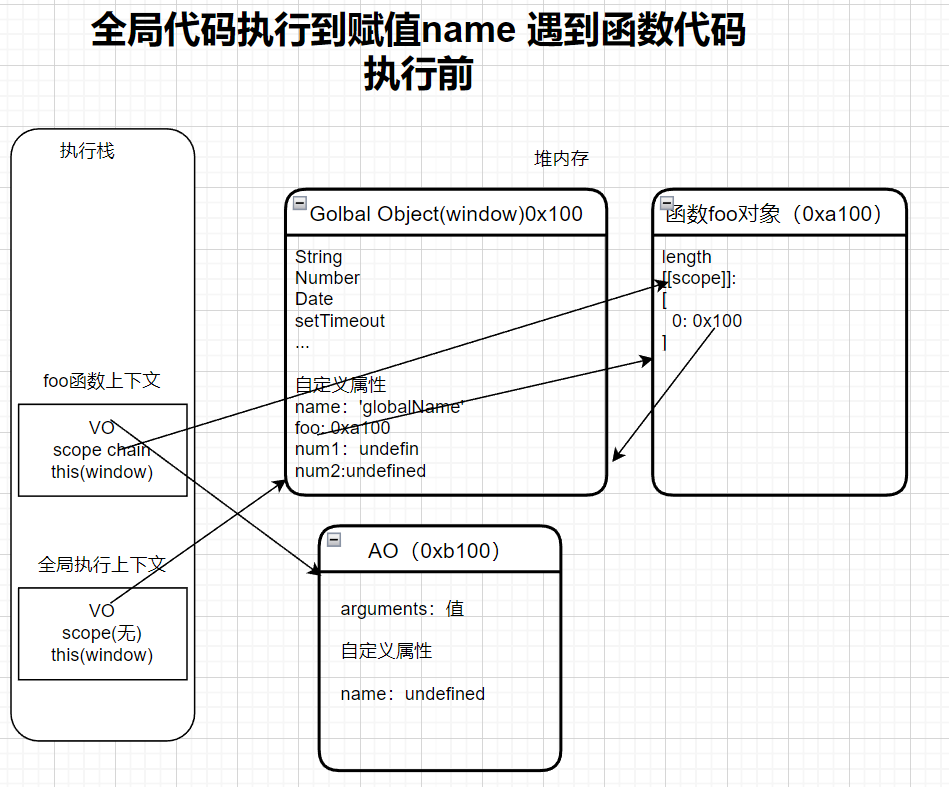 全局代码执行到赋值name 遇到函数代码
执行前
执行栈
堆内存
Golbal Object(window)0x100
String
Number
Date
setTimeout
...
自定义属性
name：'globalName'
foo: 0xa100
num1：undefin
num2:undefined
函数foo对象（0xa100）
length
[[scope]]:
[
0: 0x100
]
foo函数上下文
VO
scope chain
this(window)
全局执行上下文
VO
scope(无)
this(window)
AO（0xb100）
arguments：值
自定义属性
name：undefined